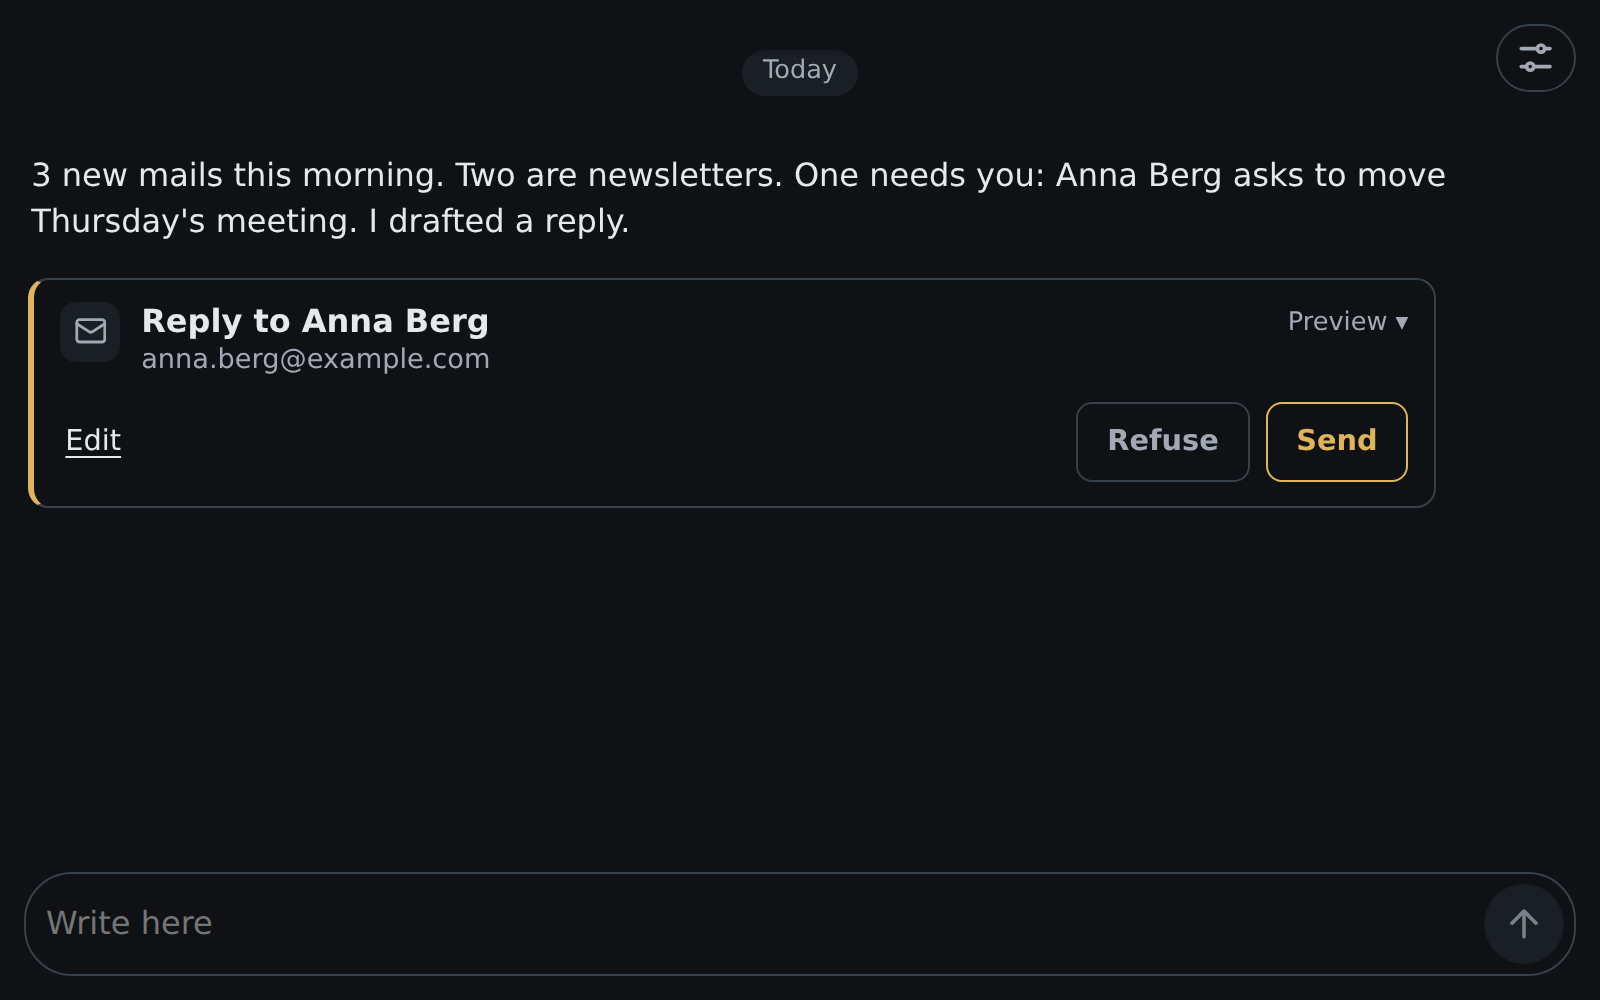 Today
3 new mails this morning. Two are newsletters. One needs you: Anna Berg asks to move
Thursday's meeting. I drafted a reply.
Reply to Anna Berg
Preview ▾
anna.berg@example.com
Edit
Refuse
Send
Write here